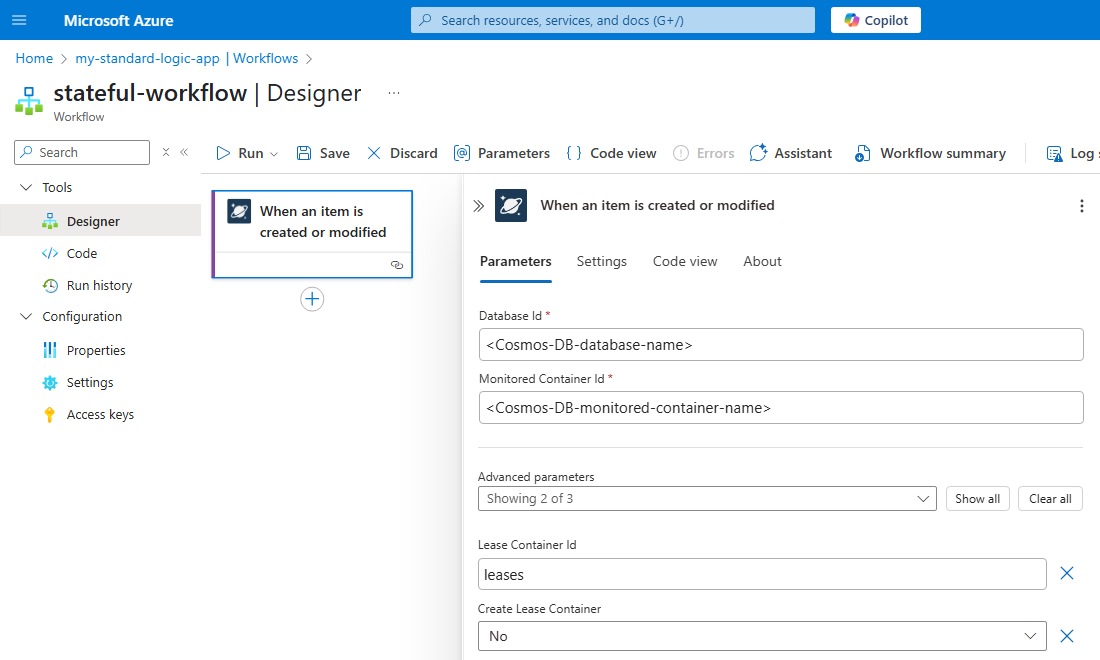 Microsoft Azure
Search resources, services, and docs (G+/)
Copilot
Home > my-standard-logic-app | Workflows >
stateful-workflow | Designer ...
Workflow
Search
Run
Save
Discard
Parameters
Code view
Errors
Assistant
Workflow summary
Log s
Tools
Designer
Code
Run history
Configuration
Properties
Settings
Access keys
When an item is
created or modified
When an item is created or modified
Parameters
Settings
Code view
About
Database Id *
<Cosmos-DB-database-name>
Monitored Container Id *
<Cosmos-DB-monitored-container-name>
Advanced parameters
Showing 2 of 3
Show all
Clear all
Lease Container Id
leases
Create Lease Container
No